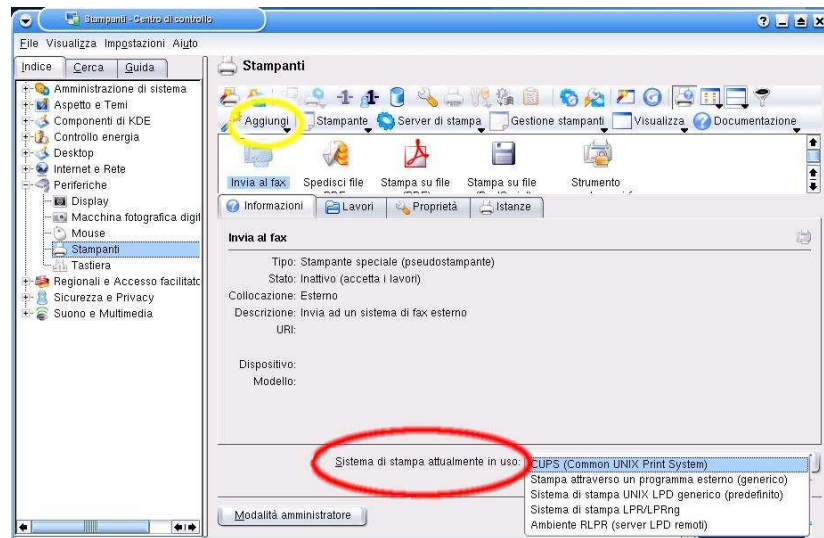 Stampanti - Centro di controllo
File Visualizza Impostazioni Aiuto
Indice Cerca Guida
Amministrazione di sistema
Aspetto e Temi
Componenti di KDE
Controllo energia
Desktop
Internet e Rete
Periferiche
Display
Macchina fotografica digit
Mouse
Stampanti
Tastiera
Regionali e Accesso facilitatc
Sicurezza e Privacy
Suono e Multimedia
Stampanti
Aggiungi Stampante Server di stampa Gestione stampanti Visualizza Documentazione
Invia al fax Spedisci file Stampa su file Stampa su file Strumento
Informazioni Lavori Proprietà Istanze
Invia al fax
Tipo: Stampante speciale (pseudostampante)
Stato: Inattivo (accetta i lavori)
Collocazione: Esterno
Descrizione: Invia ad un sistema di fax esterno
URI:
Dispositivo:
Modello:
Sistema di stampa attualmente in uso:
CUPS (Common UNIX Print System)
Stampa attraverso un programma esterno (generico)
Sistema di stampa UNIX LPD generico (predefinito)
Sistema di stampa LPR/LPRng
Ambiente RLPR (server LPD remoti)
Modalità amministratore